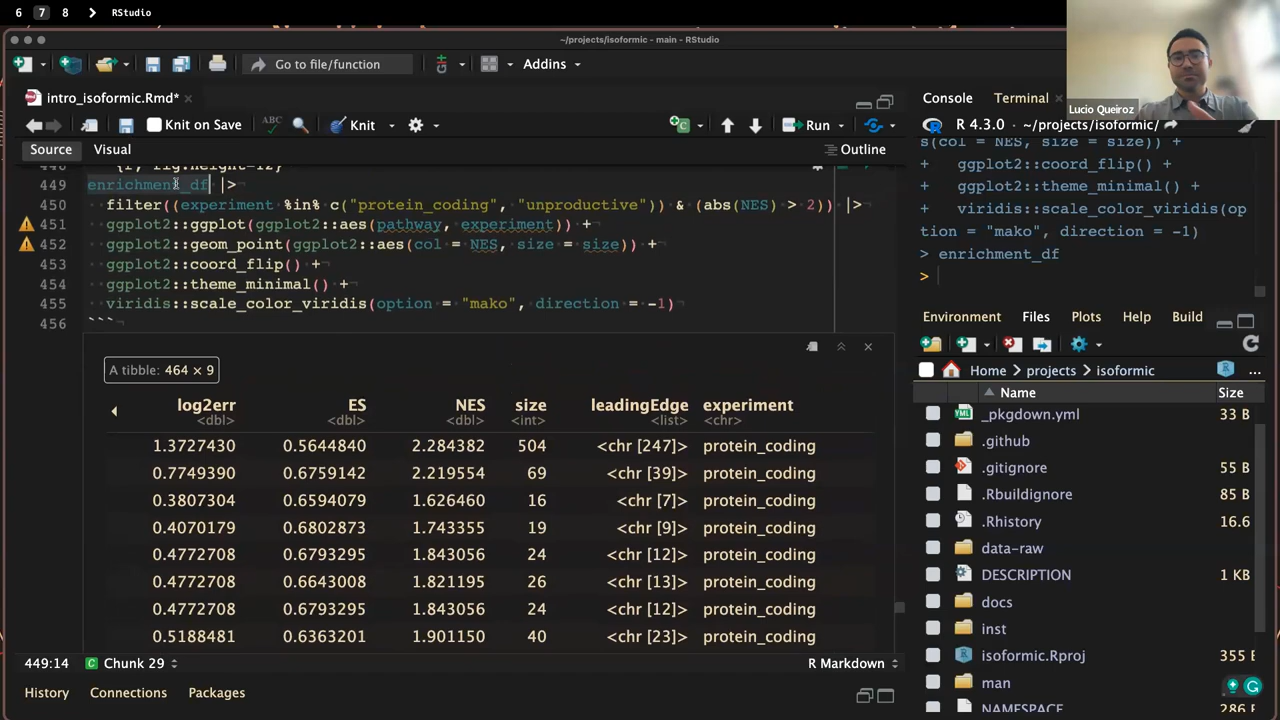 6 7 8 RStudio
~/projects/isoformic - main - RStudio
Go to file/function
Addins
Lucio Queiroz
intro_isoformic.Rmd*
Knit on Save
ABC
Knit
Run
Source Visual
Outline
449 enrichment_df |>
450 filter((experiment %in% c("protein_coding", "unproductive")) & (abs(NES) > 2)) |>
451 ggplot2::ggplot(ggplot2::aes(pathway, experiment)) +
452 ggplot2::geom_point(ggplot2::aes(col = NES, size = size)) +
453 ggplot2::coord_flip() +
454 ggplot2::theme_minimal() +
455 viridis::scale_color_viridis(option = "mako", direction = -1)
456 ```
A tibble: 464 × 9
log2err ES NES size leadingEdge experiment
<dbl> <dbl> <dbl> <int> <list> <chr>
1.3727430 0.5644840 2.284382 504 <chr [247]> protein_coding
0.7749390 0.6759142 2.219554 69 <chr [39]> protein_coding
0.3807304 0.6594079 1.626460 16 <chr [7]> protein_coding
0.4070179 0.6802873 1.743355 19 <chr [9]> protein_coding
0.4772708 0.6793295 1.843056 24 <chr [12]> protein_coding
0.4772708 0.6643008 1.821195 26 <chr [13]> protein_coding
0.4772708 0.6793295 1.843056 24 <chr [12]> protein_coding
0.5188481 0.6363201 1.901150 40 <chr [23]> protein_coding
449:14 Chunk 29
R Markdown
History Connections Packages
Console Terminal
R 4.3.0 · ~/projects/isoformic/
s(col = NES, size = size)) +
+ ggplot2::coord_flip() +
+ ggplot2::theme_minimal() +
+ viridis::scale_color_viridis(op
tion = "mako", direction = -1)
> enrichment_df
>
Environment Files Plots Help Build
Home projects isoformic ...
Name Size
_pkgdown.yml 33 B
.github
.gitignore 55 B
.Rbuildignore 85 B
.Rhistory 16.6
data-raw
DESCRIPTION 1 KB
docs
inst
isoformic.Rproj 355 B
man
NAMESPACE 286 B